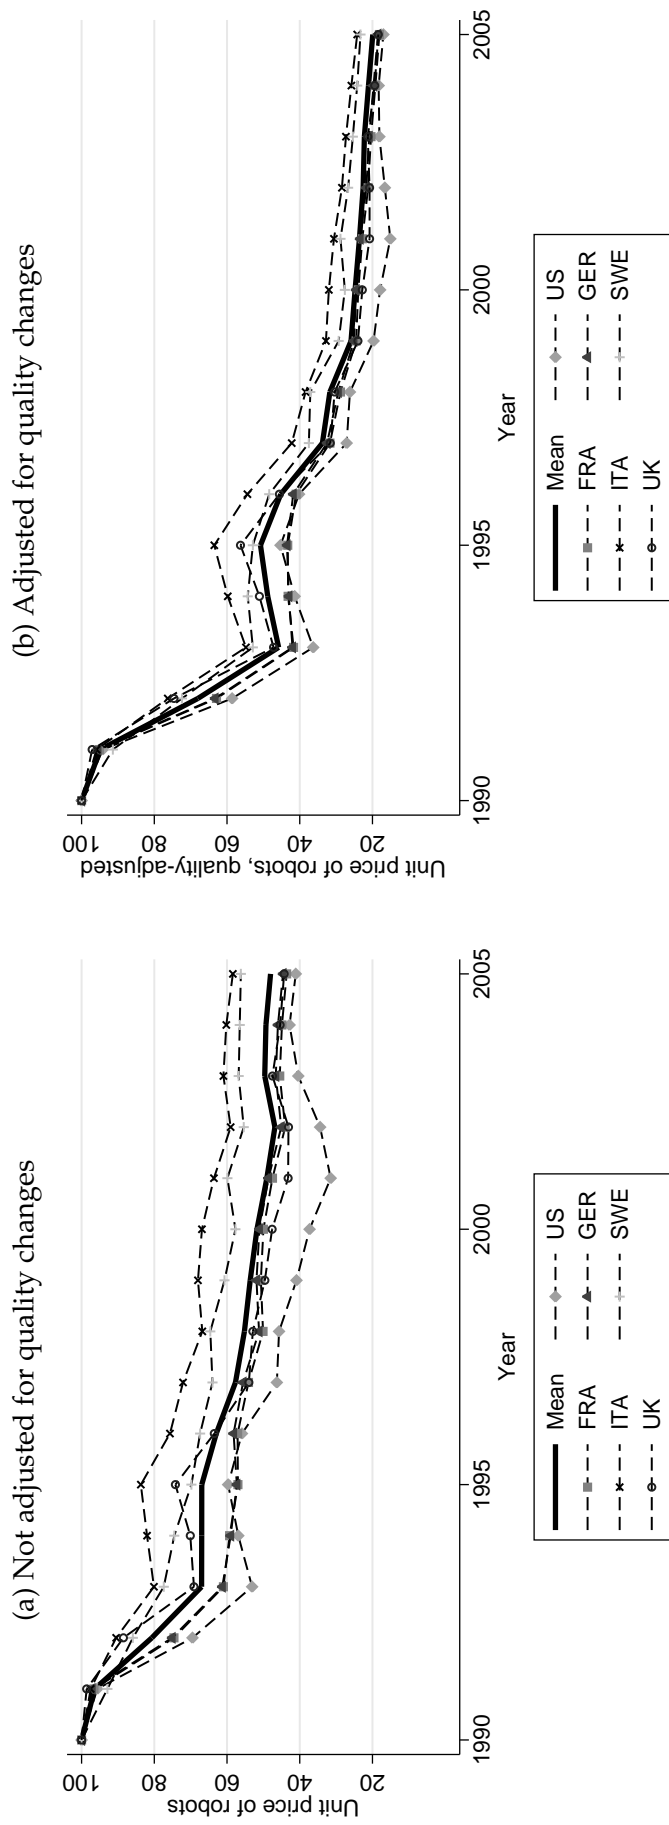 (a) Not adjusted for quality changes
Unit price of robots
100
80
60
40
20
1990
1995
2000
2005
Year
Mean
US
FRA
GER
ITA
SWE
UK
(b) Adjusted for quality changes
Unit price of robots, quality-adjusted
100
80
60
40
20
1990
1995
2000
2005
Year
Mean
US
FRA
GER
ITA
SWE
UK